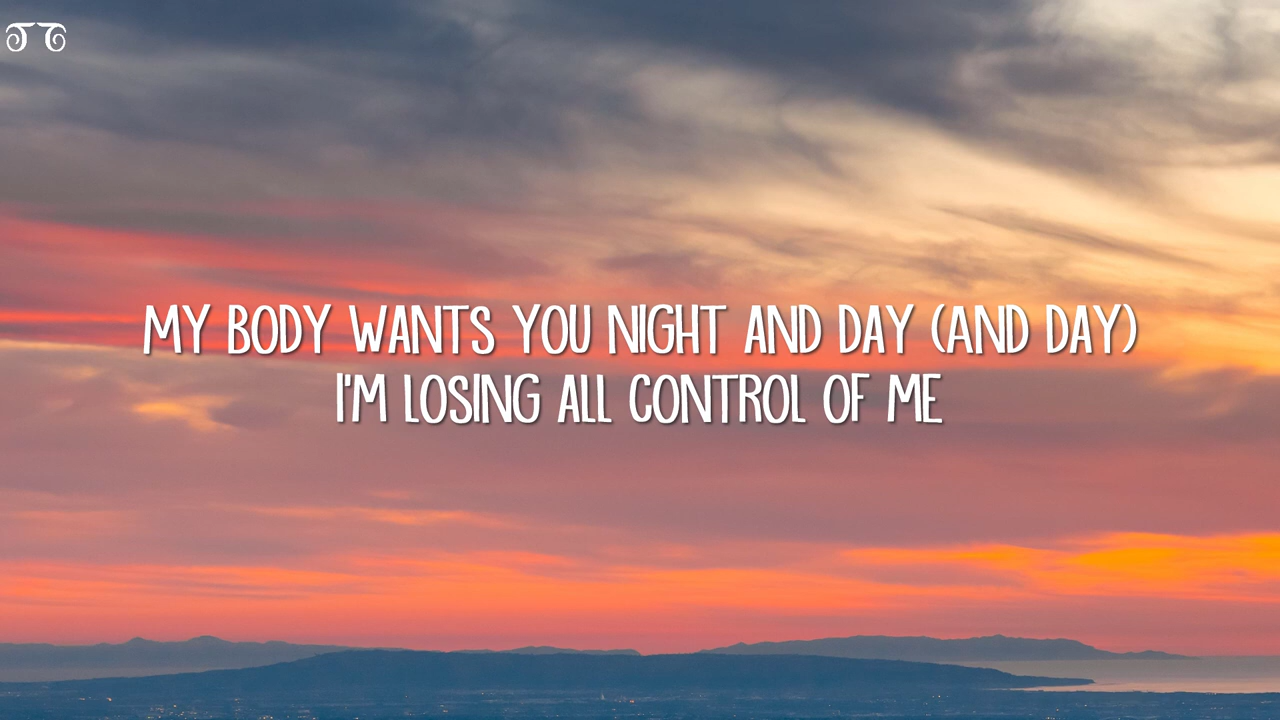 MY BODY WANTS YOU NIGHT AND DAY (AND DAY)
I'M LOSING ALL CONTROL OF ME